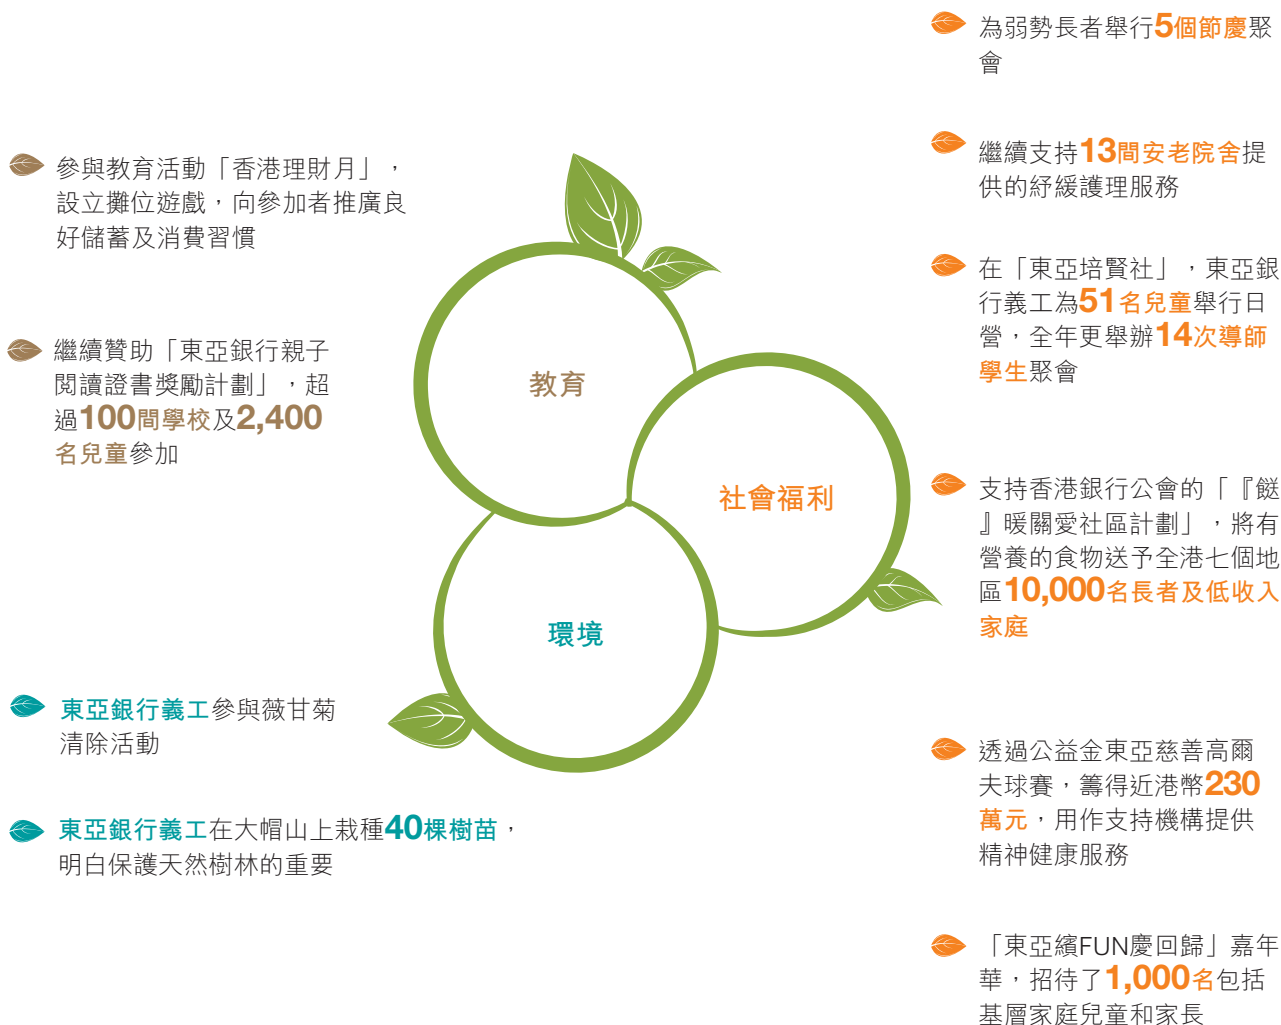 參與教育活動「香港理財月」，
設立攤位遊戲，向參加者推廣良
好儲蓄及消費習慣
繼續贊助「東亞銀行親子
閱讀證書獎勵計劃」，超
過100間學校及2,400
名兒童參加
教育
社會福利
環境
東亞銀行義工參與薇甘菊
清除活動
東亞銀行義工在大帽山上栽種40棵樹苗，
明白保護天然樹林的重要
為弱勢長者舉行5個節慶聚
會
繼續支持13間安老院舍提
供的紓緩護理服務
在「東亞培賢社」，東亞銀
行義工為51名兒童舉行日
營，全年更舉辦14次導師
學生聚會
支持香港銀行公會的「『餸
』暖關愛社區計劃」，將有
營養的食物送予全港七個地
區10,000名長者及低收入
家庭
透過公益金東亞慈善高爾
夫球賽，籌得近港幣230
萬元，用作支持機構提供
精神健康服務
「東亞繽FUN慶回歸」嘉年
華，招待了1,000名包括
基層家庭兒童和家長